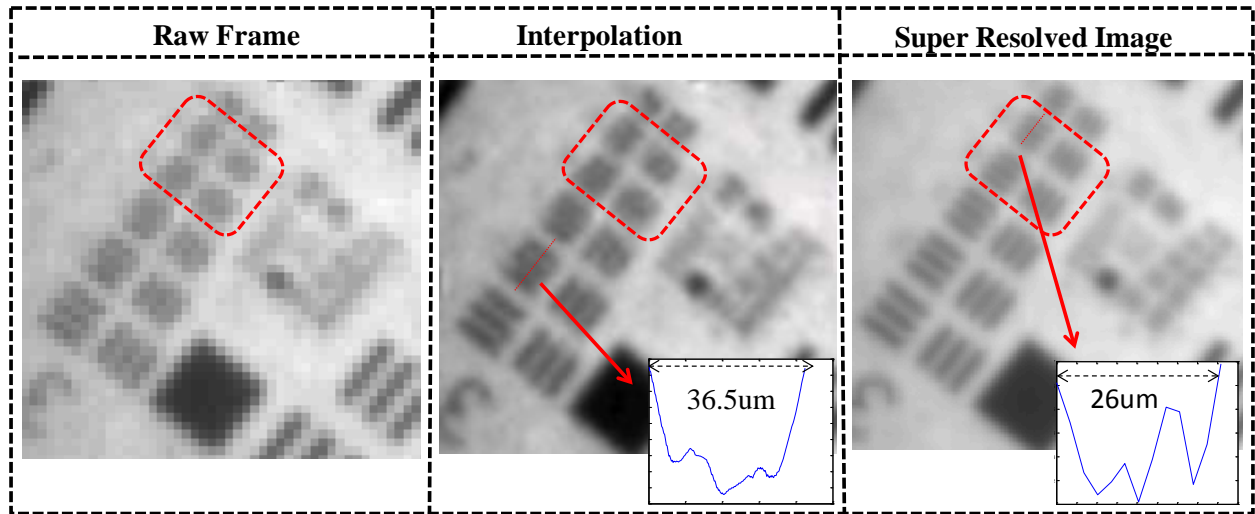 Raw Frame
Interpolation
Super Resolved Image
36.5um
26um